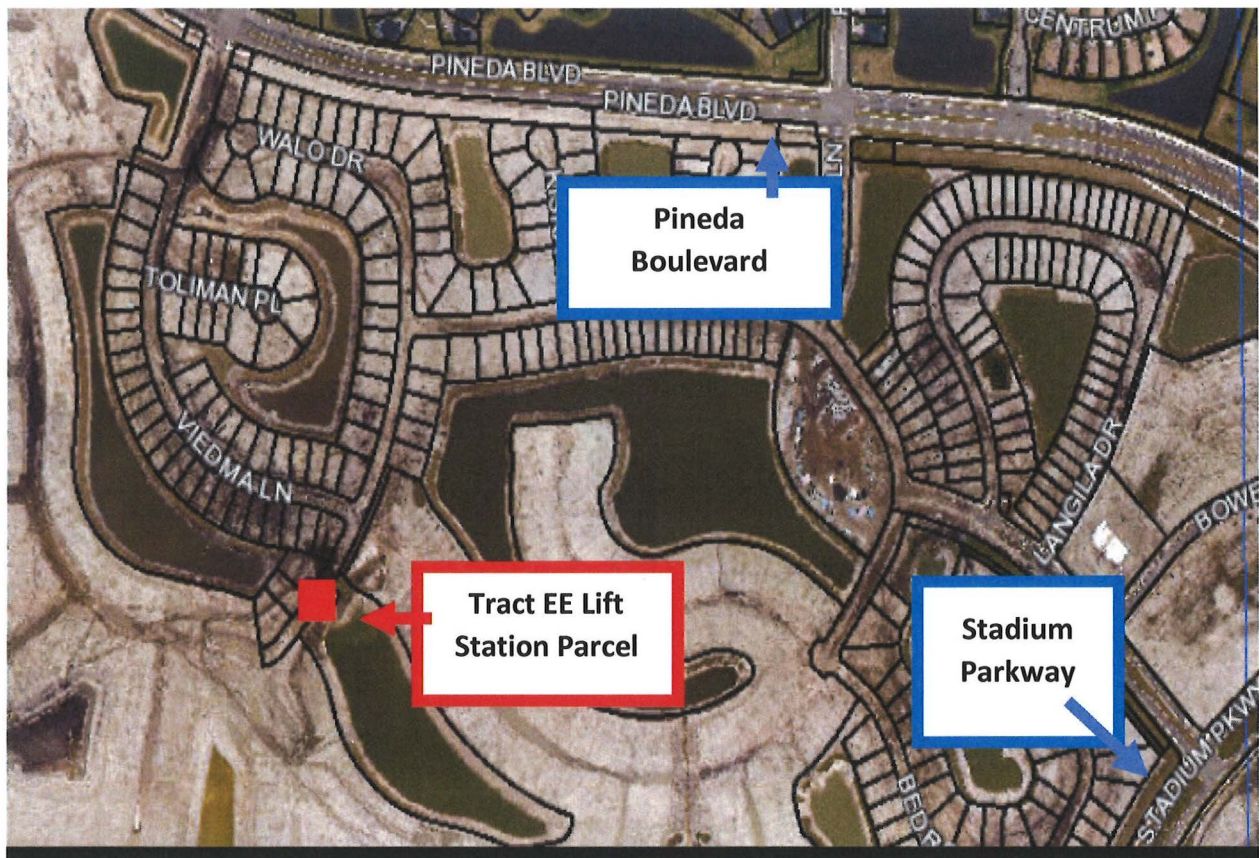 CENTRUM
PINEDA BLVD
PINEDA BLVD
WALO DR
LN
Pineda
Boulevard
TOLIMAN PL
VIEDMA LN
LANGILA DR
Tract EE Lift
Station Parcel
Stadium
Parkway
STADIUM PKWY